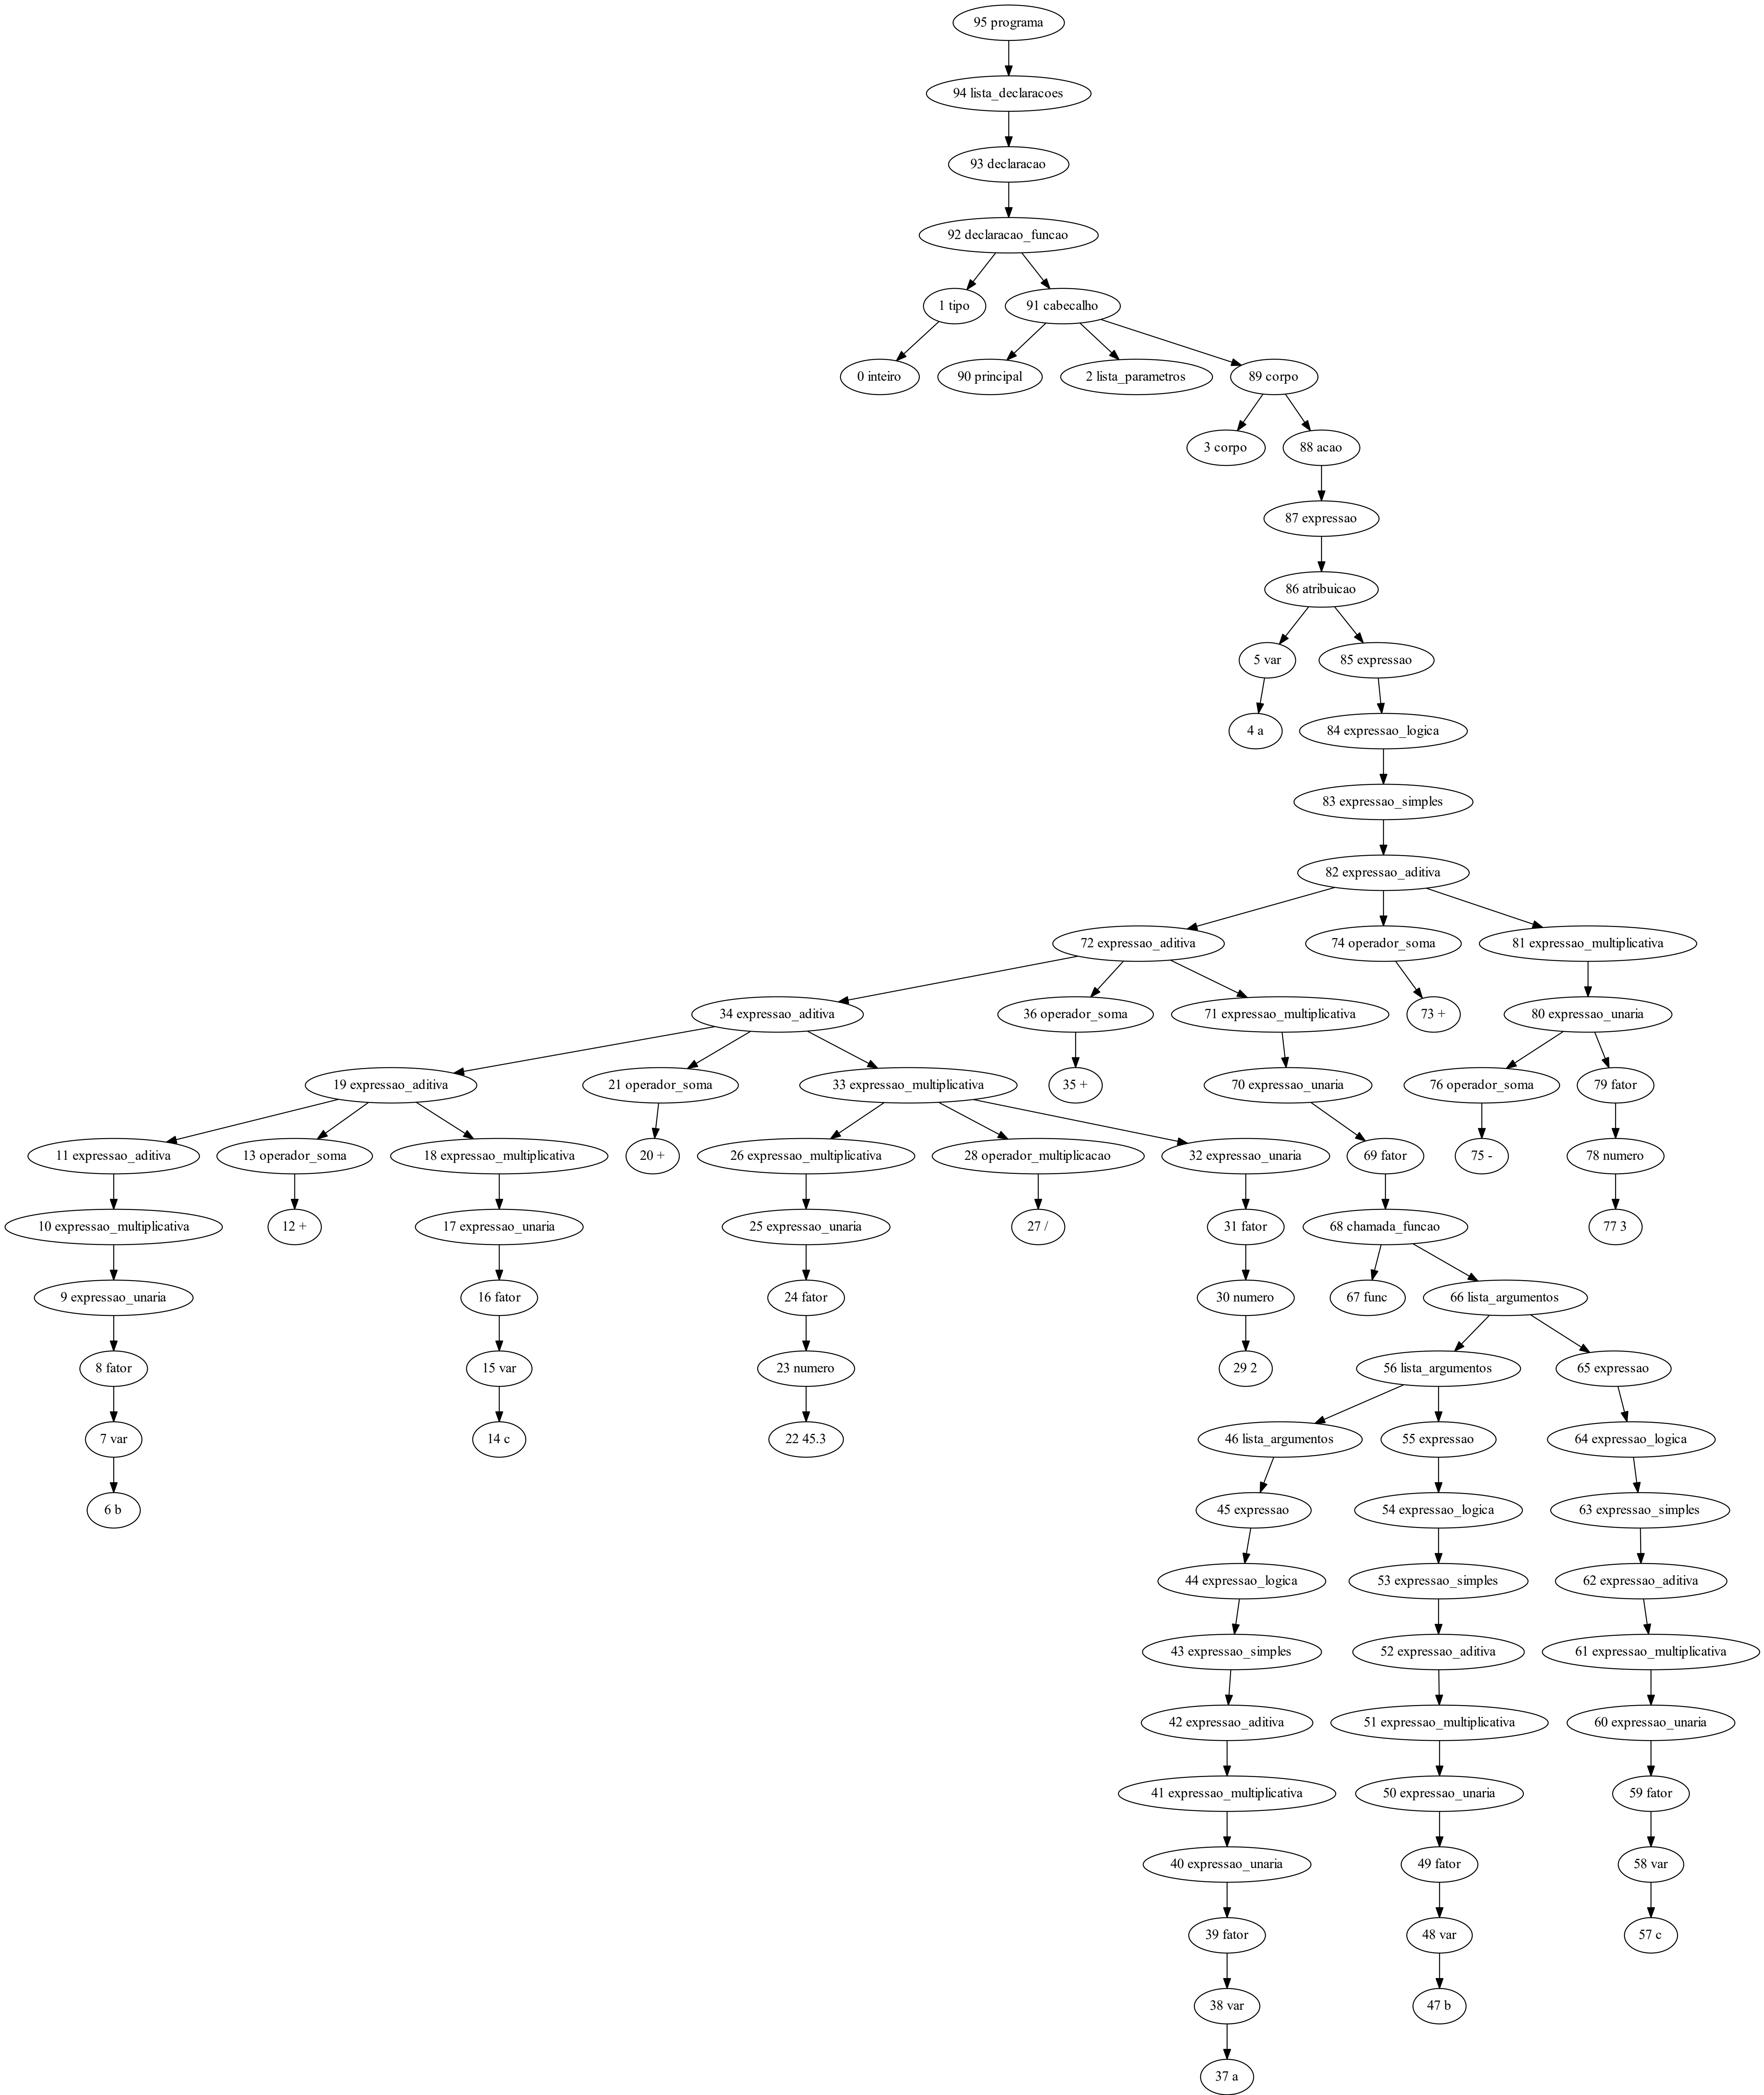 95 programa
94 lista_declaracoes
93 declaracao
92 declaracao_funcao
1 tipo
91 cabecalho
0 inteiro
90 principal
2 lista_parametros
89 corpo
3 corpo
88 acao
87 expressao
86 atribuicao
5 var
85 expressao
4 a
84 expressao_logica
83 expressao_simples
82 expressao_aditiva
72 expressao_aditiva
74 operador_soma
81 expressao_multiplicativa
34 expressao_aditiva
36 operador_soma
71 expressao_multiplicativa
73 +
80 expressao_unaria
19 expressao_aditiva
21 operador_soma
33 expressao_multiplicativa
35 +
70 expressao_unaria
76 operador_soma
79 fator
11 expressao_aditiva
13 operador_soma
18 expressao_multiplicativa
20 +
26 expressao_multiplicativa
28 operador_multiplicacao
32 expressao_unaria
69 fator
75 -
78 numero
10 expressao_multiplicativa
12 +
17 expressao_unaria
25 expressao_unaria
27 /
31 fator
68 chamada_funcao
77 3
9 expressao_unaria
16 fator
24 fator
30 numero
67 func
66 lista_argumentos
8 fator
15 var
23 numero
29 2
56 lista_argumentos
65 expressao
7 var
14 c
22 45.3
46 lista_argumentos
55 expressao
64 expressao_logica
6 b
45 expressao
54 expressao_logica
63 expressao_simples
44 expressao_logica
53 expressao_simples
62 expressao_aditiva
43 expressao_simples
52 expressao_aditiva
61 expressao_multiplicativa
42 expressao_aditiva
51 expressao_multiplicativa
60 expressao_unaria
41 expressao_multiplicativa
50 expressao_unaria
59 fator
40 expressao_unaria
49 fator
58 var
39 fator
48 var
57 c
38 var
47 b
37 a